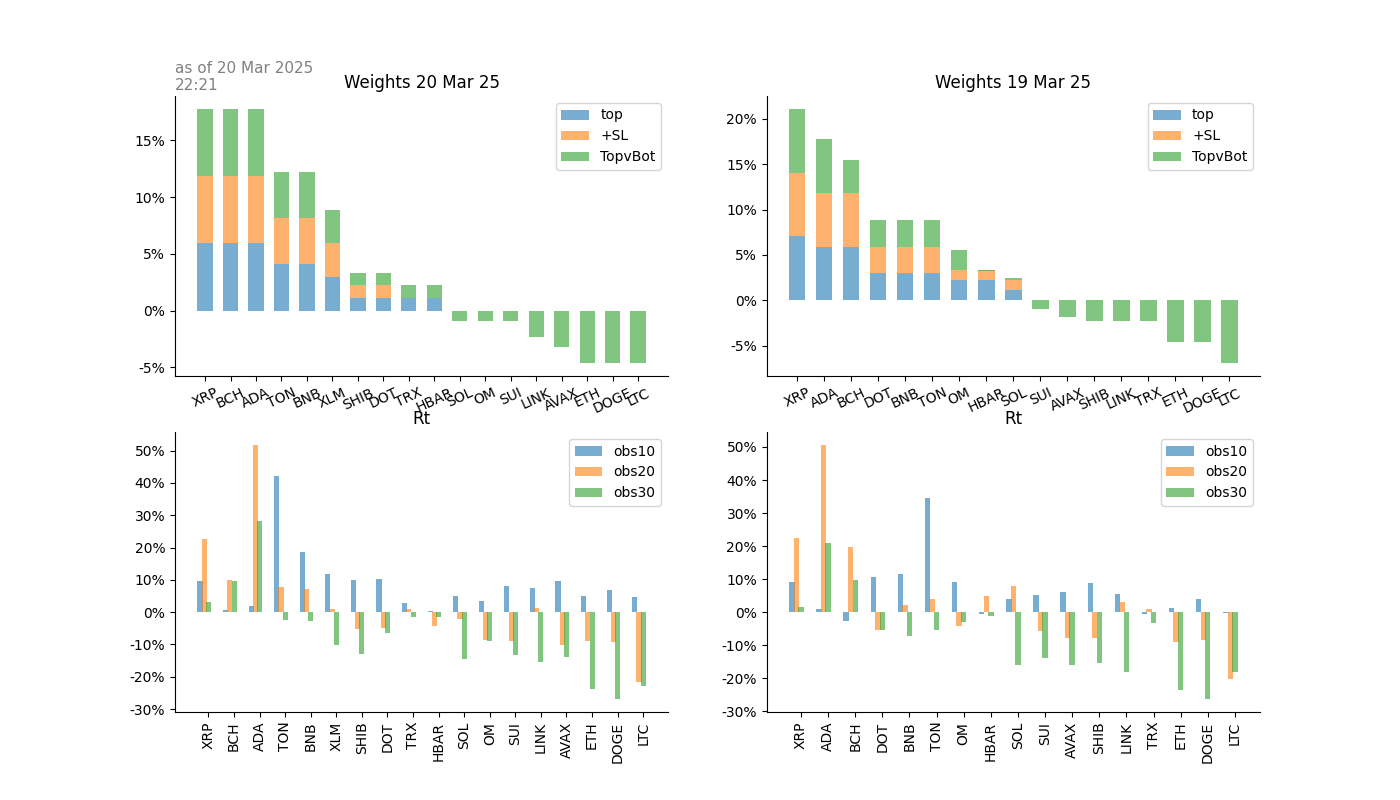 as of 20 Mar 2025
22:21
Weights 20 Mar 25
15%
10%
5%
0%
-5%
top
+SL
TopvBot
XRP BCH ADA TON BNB XLM SHIB DOT TRX HBAR SOL OM SUI LINK AVAX ETH DOGE LTC
Weights 19 Mar 25
20%
15%
10%
5%
0%
-5%
top
+SL
TopvBot
XRP ADA BCH DOT BNB TON OM HBAR SOL SUI AVAX SHIB LINK TRX ETH DOGE LTC
Rt
50%
40%
30%
20%
10%
0%
-10%
-20%
-30%
obs10
obs20
obs30
XRP BCH ADA TON BNB XLM SHIB DOT TRX HBAR SOL OM SUI LINK AVAX ETH DOGE LTC
Rt
50%
40%
30%
20%
10%
0%
-10%
-20%
-30%
obs10
obs20
obs30
XRP ADA BCH DOT BNB TON OM HBAR SOL SUI AVAX SHIB LINK TRX ETH DOGE LTC